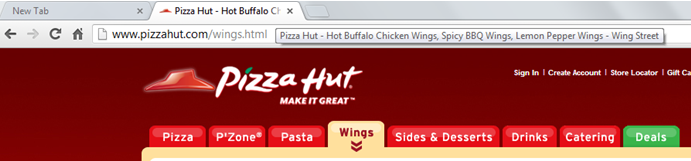 New Tab
Pizza Hut - Hot Buffalo Chic
www.pizzahut.com/wings.html
Pizza Hut - Hot Buffalo Chicken Wings, Spicy BBQ Wings, Lemon Pepper Wings - Wing Street
Pizza Hut
MAKE IT GREAT™
Sign In | Create Account | Store Locator | Gift Ca
Pizza P'Zone® Pasta Wings Sides & Desserts Drinks Catering Deals